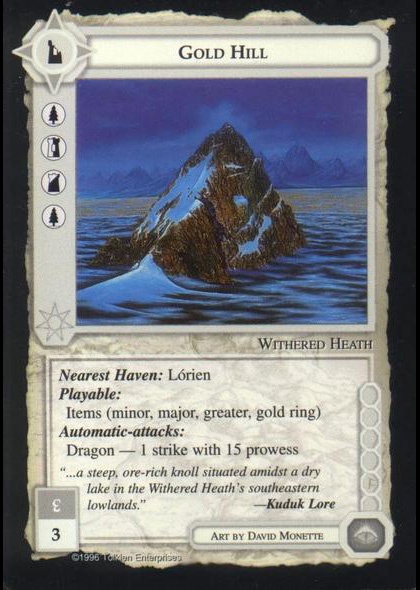 GOLD HILL
WITHERED HEATH
Nearest Haven: Lórien
Playable:
Items (minor, major, greater, gold ring)
Automatic-attacks:
Dragon — 1 strike with 15 prowess
“...a steep, ore-rich knoll situated amidst a dry
lake in the Withered Heath’s southeastern
lowlands.” —Kuduk Lore
ε
3
ART BY DAVID MONETTE
©1996 Tolkien Enterprises